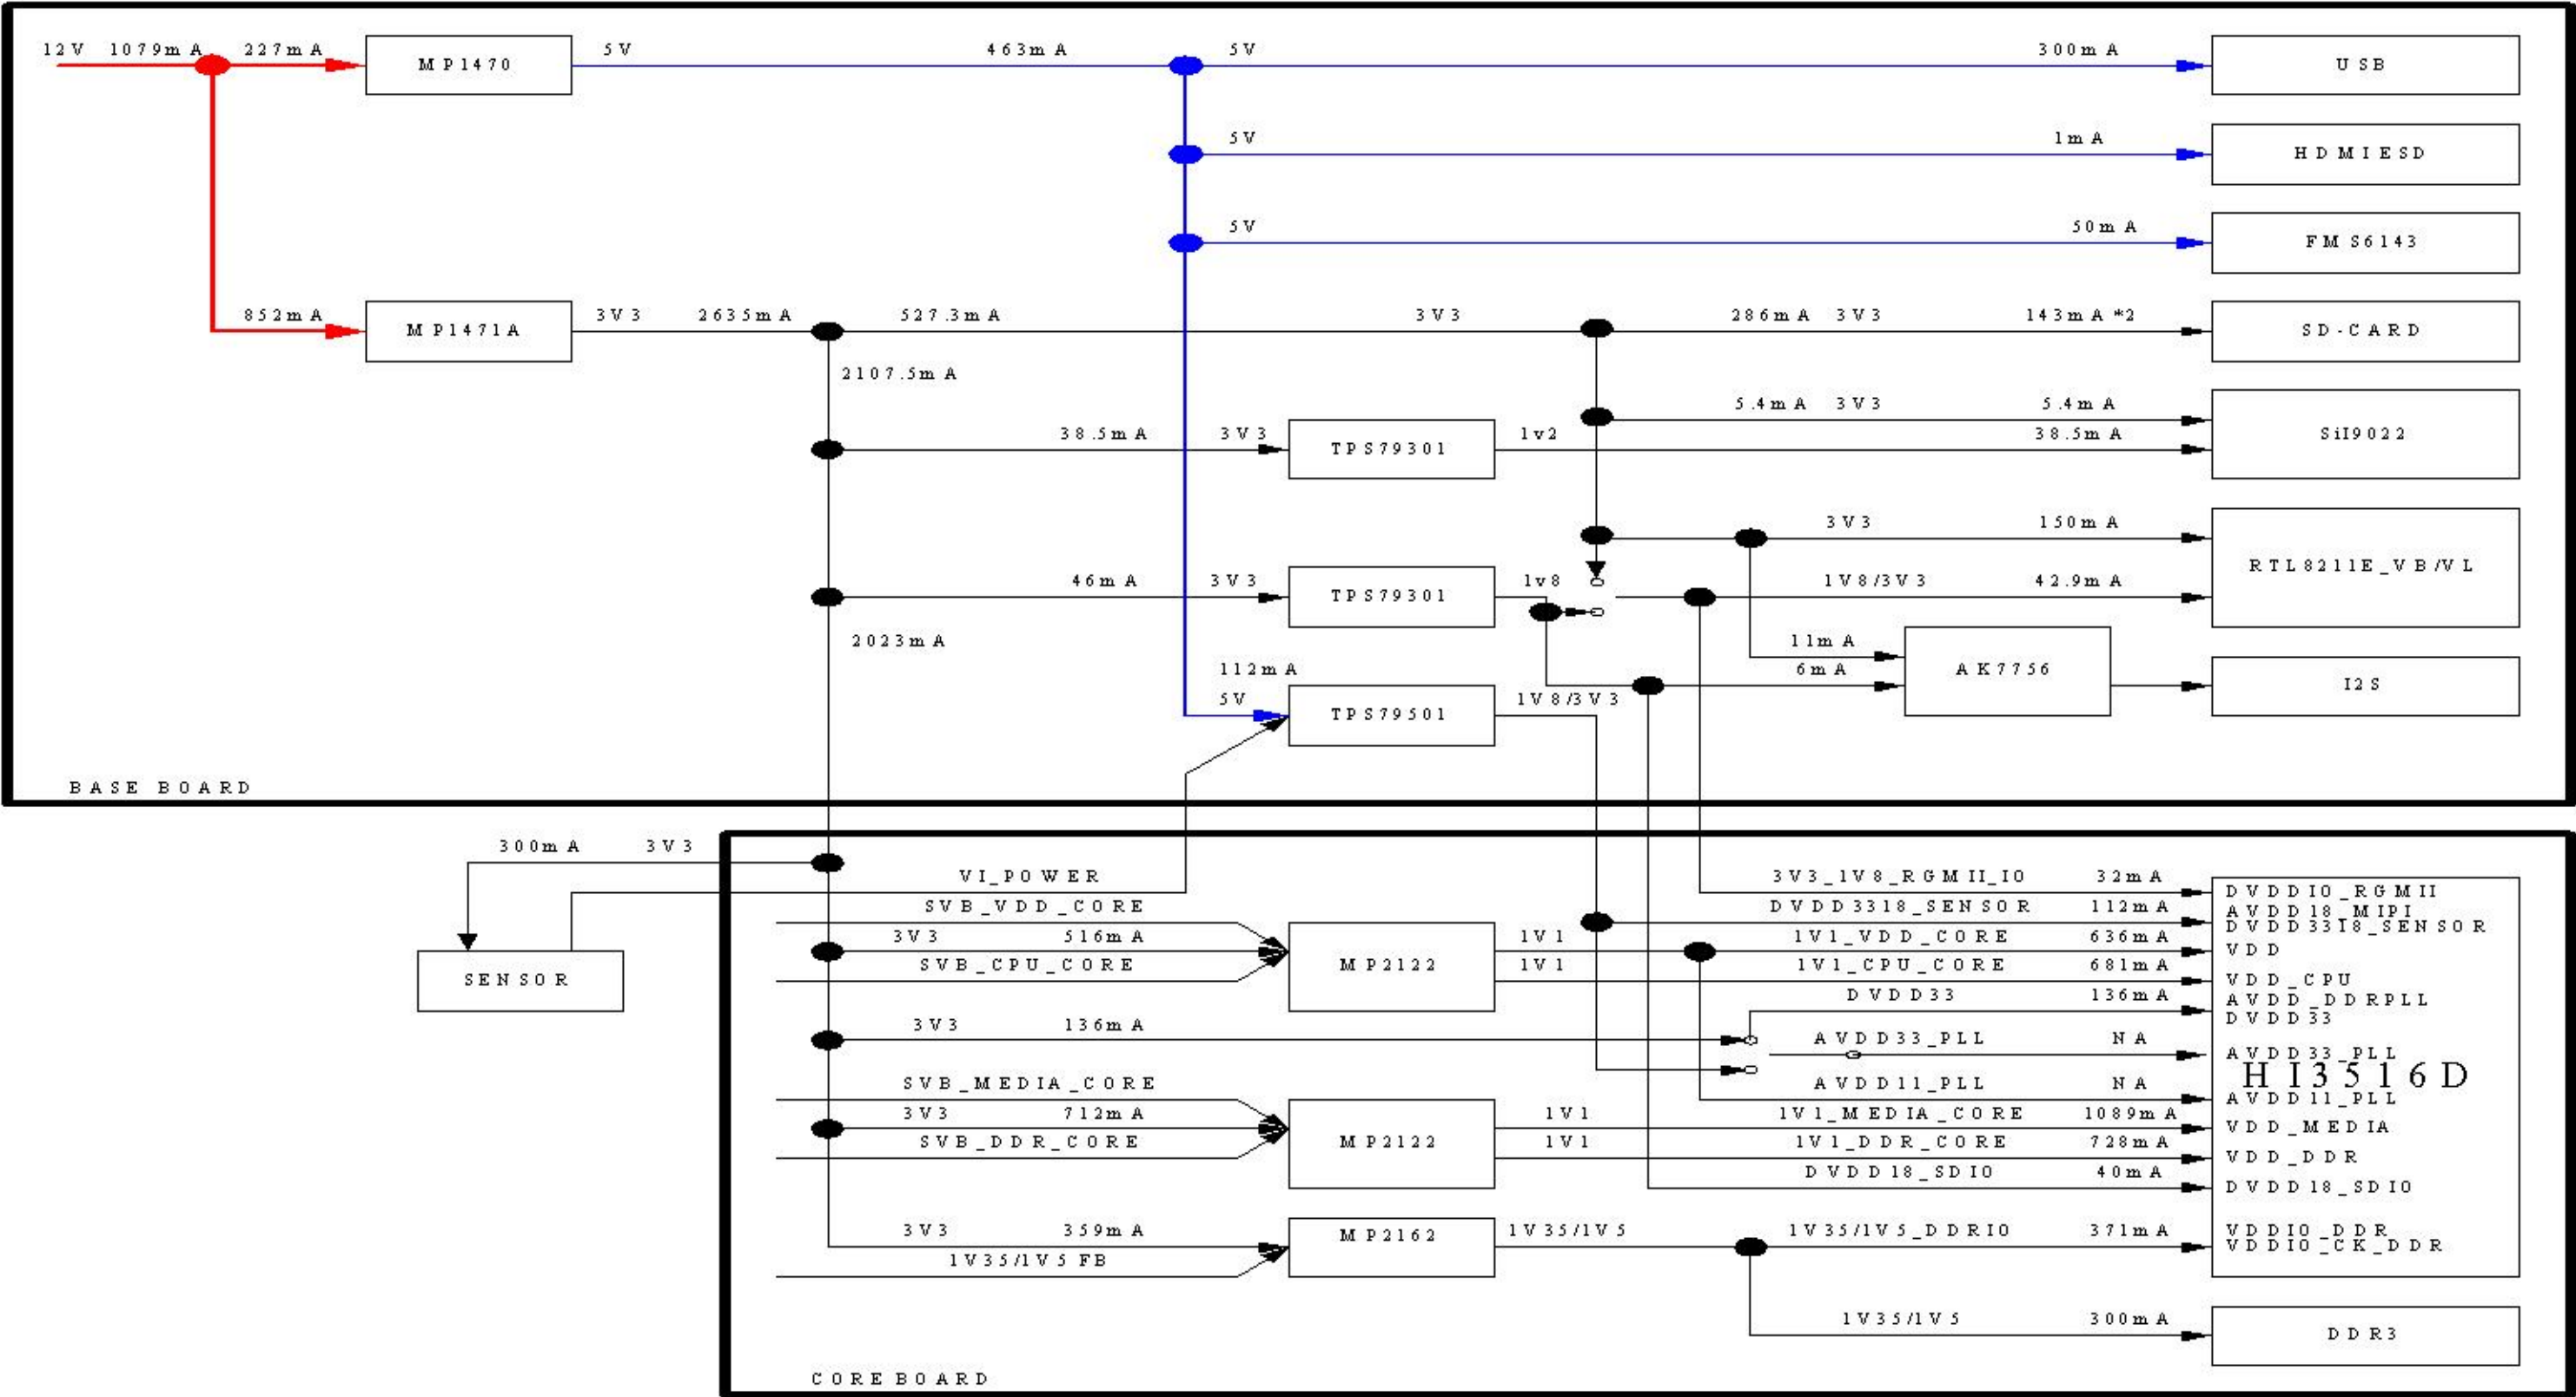 12V 1079mA 227mA MP1470 5V 463mA 5V 300mA USB
5V 1mA HDMIESD
5V 50mA FMS6143
852mA MP1471A 3V3 2635mA 527.3mA 3V3 286mA 3V3 143mA*2 SD-CARD
2107.5mA
5.4mA 3V3 5.4mA
38.5mA 3V3 TPS79301 1v2 38.5mA SiI9022
3V3 150mA
RTL8211E_VB/VL
46mA 3V3 TPS79301 1v8 1V8/3V3 42.9mA
2023mA
11mA
112mA 6mA AK7756 I2S
5V TPS79501 1V8/3V3
BASE BOARD
300mA 3V3
VI_POWER 3V3_1V8_RGMII_IO 32mA DVDDIO_RGMII
SVB_VDD_CORE DVDD3318_SENSOR 112mA AVDD18_MIPI
DVDD3318_SENSOR
3V3 516mA 1V1 1V1_VDD_CORE 636mA VDD
SVB_CPU_CORE MP2122 1V1 1V1_CPU_CORE 681mA VDD_CPU
SENSOR
DVDD33 136mA AVDD_DDRPLL
DVDD33
3V3 136mA
AVDD33_PLL NA AVDD33_PLL
HI3516D
SVB_MEDIA_CORE AVDD11_PLL NA AVDD11_PLL
3V3 712mA 1V1 1V1_MEDIA_CORE 1089mA VDD_MEDIA
SVB_DDR_CORE MP2122 1V1 1V1_DDR_CORE 728mA VDD_DDR
DVDD18_SDIO 40mA DVDD18_SDIO
3V3 359mA MP2162 1V35/1V5 1V35/1V5_DDRIO 371mA VDDIO_DDR
VDDIO_CK_DDR
1V35/1V5 FB
1V35/1V5 300mA DDR3
COREBOARD